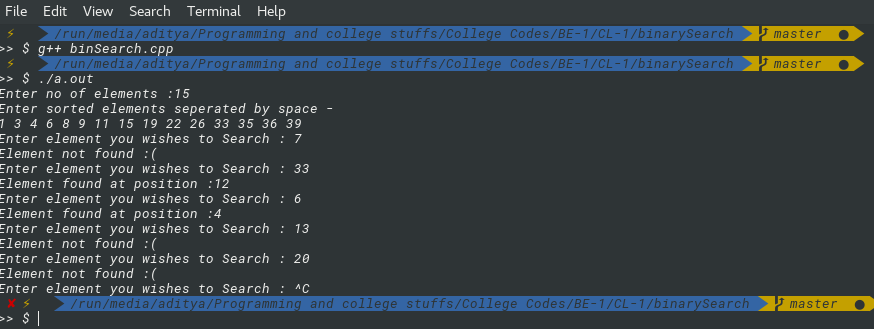 File Edit View Search Terminal Help
⚡ /run/media/aditya/Programming and college stuffs/College Codes/BE-1/CL-1/binarySearch master ●
>> $ g++ binSearch.cpp
⚡ /run/media/aditya/Programming and college stuffs/College Codes/BE-1/CL-1/binarySearch master ●
>> $ ./a.out
Enter no of elements :15
Enter sorted elements seperated by space -
1 3 4 6 8 9 11 15 19 22 26 33 35 36 39
Enter element you wishes to Search : 7
Element not found :(
Enter element you wishes to Search : 33
Element found at position :12
Enter element you wishes to Search : 6
Element found at position :4
Enter element you wishes to Search : 13
Element not found :(
Enter element you wishes to Search : 20
Element not found :(
Enter element you wishes to Search : ^C
✘ ⚡ /run/media/aditya/Programming and college stuffs/College Codes/BE-1/CL-1/binarySearch master ●
>> $